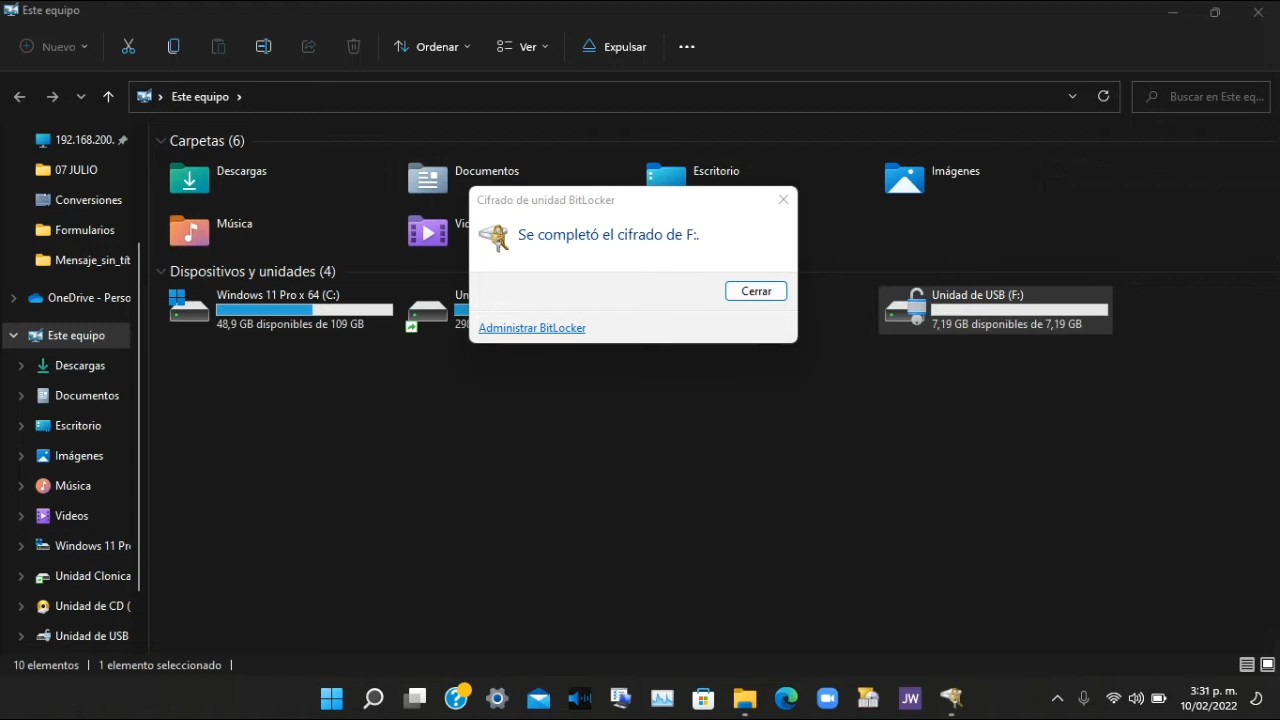 Este equipo
Nuevo
Ordenar
Ver
Expulsar
Este equipo
Buscar en Este eq...
192.168.200.
07 JULIO
Conversiones
Formularios
Mensaje_sin_tít
OneDrive - Perso
Este equipo
Descargas
Documentos
Escritorio
Imágenes
Música
Videos
Windows 11 Pr
Unidad Clonica
Unidad de CD (
Unidad de USB
Carpetas (6)
Descargas
Documentos
Escritorio
Imágenes
Música
Dispositivos y unidades (4)
Windows 11 Pro x 64 (C:)
48,9 GB disponibles de 109 GB
Unidad de USB (F:)
7,19 GB disponibles de 7,19 GB
Cifrado de unidad BitLocker
Se completó el cifrado de F:.
Cerrar
Administrar BitLocker
10 elementos
1 elemento seleccionado
JW
3:31 p. m.
10/02/2022